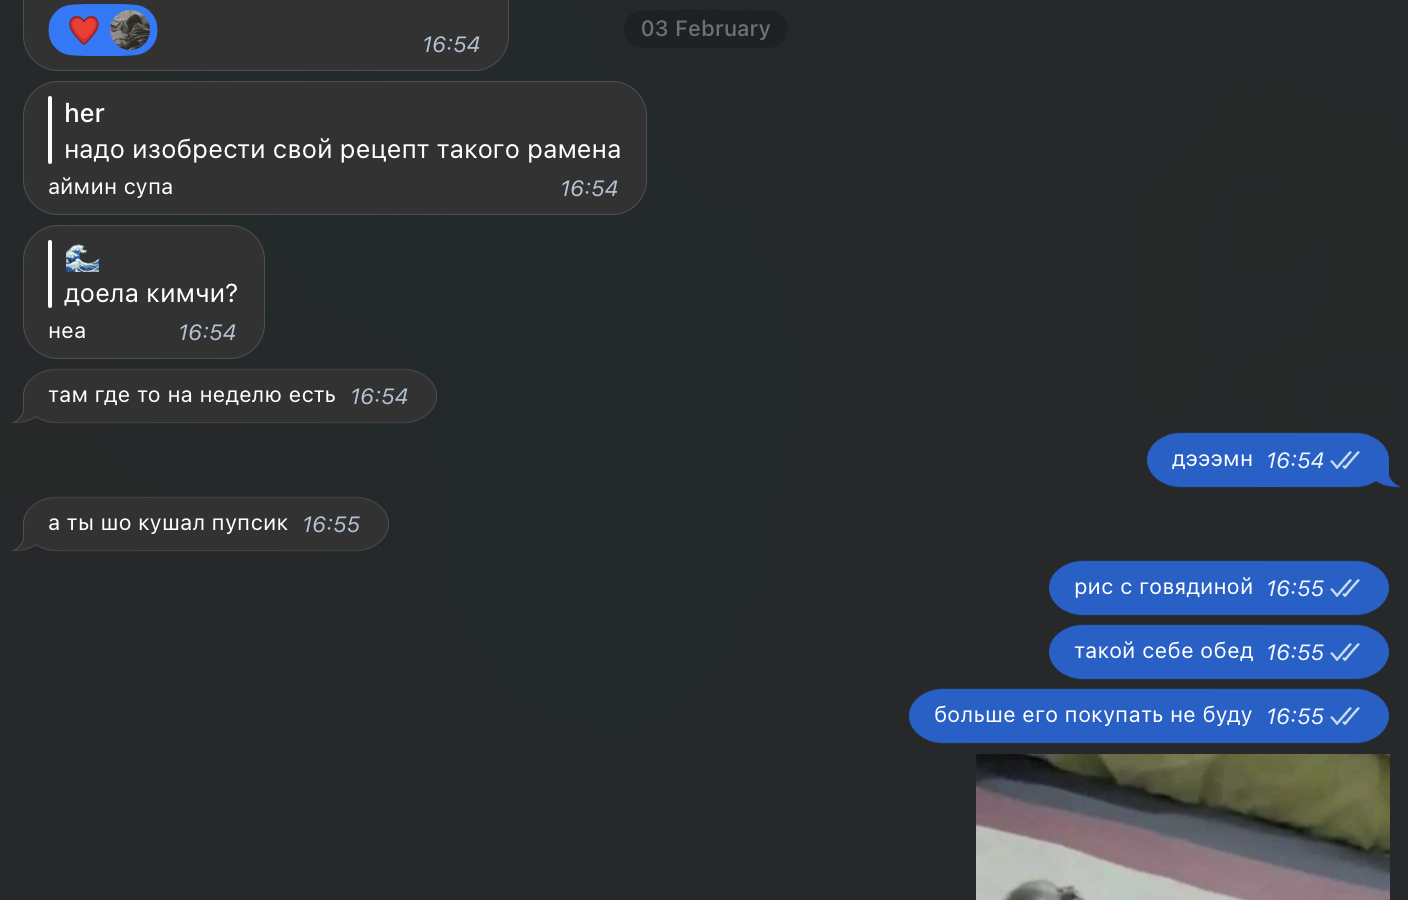 16:54
03 February
her
надо изобрести свой рецепт такого рамена
аймин супа 16:54
🌊
доела кимчи?
неа 16:54
там где то на неделю есть 16:54
дэээмн 16:54
а ты шо кушал пупсик 16:55
рис с говядиной 16:55
такой себе обед 16:55
больше его покупать не буду 16:55